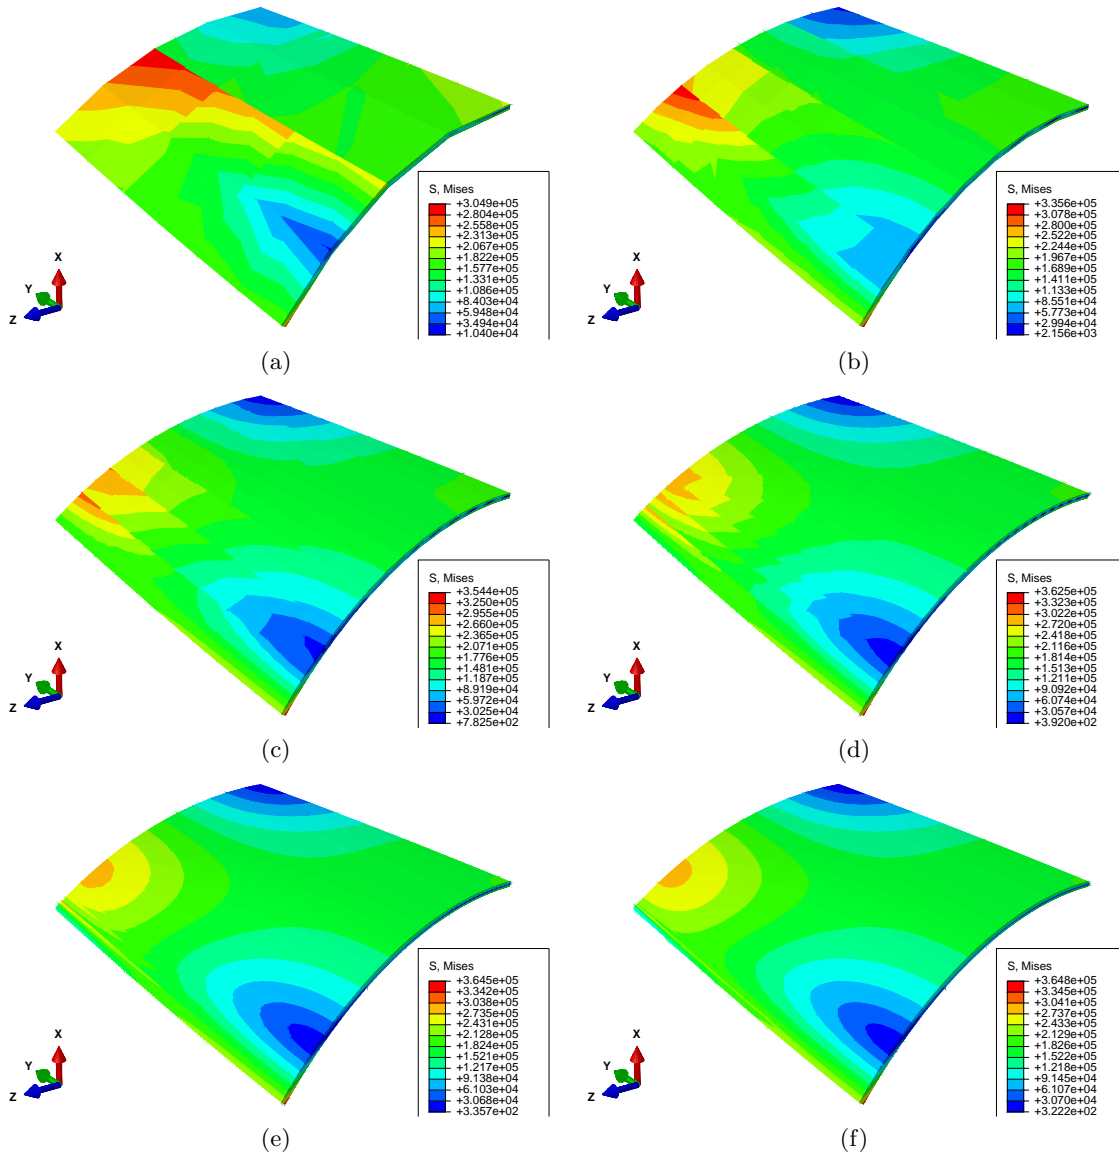 S, Mises
+3.049e+05
+2.804e+05
+2.558e+05
+2.313e+05
+2.067e+05
+1.822e+05
+1.577e+05
+1.331e+05
+1.086e+05
+8.403e+04
+5.948e+04
+3.494e+04
+1.040e+04
X
Y
Z
(a)
S, Mises
+3.356e+05
+3.078e+05
+2.800e+05
+2.522e+05
+2.244e+05
+1.967e+05
+1.689e+05
+1.411e+05
+1.133e+05
+8.551e+04
+5.773e+04
+2.994e+04
+2.156e+03
X
Y
Z
(b)
S, Mises
+3.544e+05
+3.250e+05
+2.955e+05
+2.660e+05
+2.365e+05
+2.071e+05
+1.776e+05
+1.481e+05
+1.187e+05
+8.919e+04
+5.972e+04
+3.025e+04
+7.825e+02
X
Y
Z
(c)
S, Mises
+3.625e+05
+3.323e+05
+3.022e+05
+2.720e+05
+2.418e+05
+2.116e+05
+1.814e+05
+1.513e+05
+1.211e+05
+9.092e+04
+6.074e+04
+3.057e+04
+3.920e+02
X
Y
Z
(d)
S, Mises
+3.645e+05
+3.342e+05
+3.038e+05
+2.735e+05
+2.431e+05
+2.128e+05
+1.824e+05
+1.521e+05
+1.217e+05
+9.138e+04
+6.103e+04
+3.068e+04
+3.357e+02
X
Y
Z
(e)
S, Mises
+3.648e+05
+3.345e+05
+3.041e+05
+2.737e+05
+2.433e+05
+2.129e+05
+1.826e+05
+1.522e+05
+1.218e+05
+9.145e+04
+6.107e+04
+3.070e+04
+3.222e+02
X
Y
Z
(f)